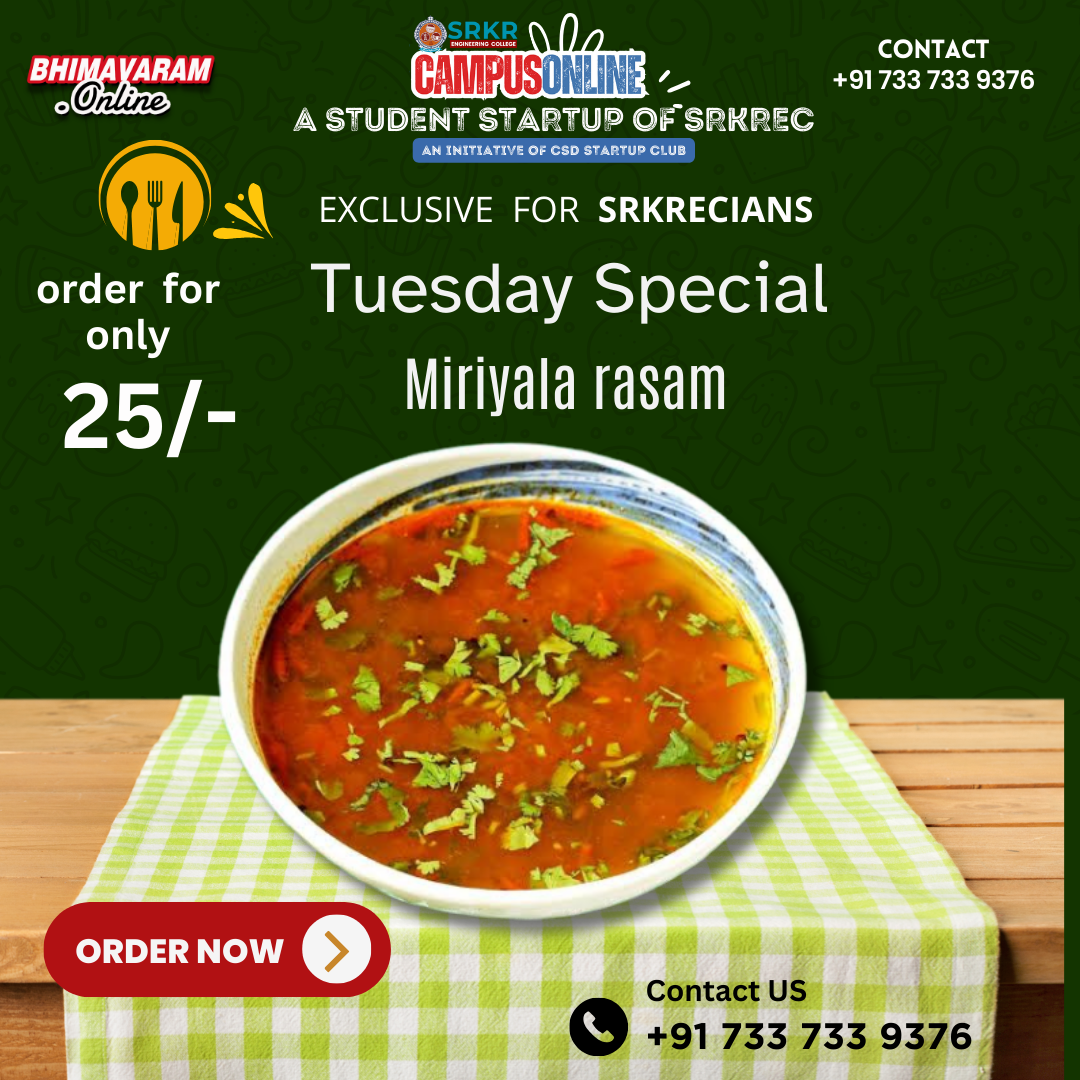 BHIMAVARAM
.Online
SRKR
ENGINEERING COLLEGE
CAMPUSONLINE
A STUDENT STARTUP OF SRKREC
AN INITIATIVE OF CSD STARTUP CLUB
CONTACT
+91 733 733 9376
EXCLUSIVE FOR SRKRECIANS
order for
only
25/-
Tuesday Special
Miriyala rasam
ORDER NOW
Contact US
+91 733 733 9376